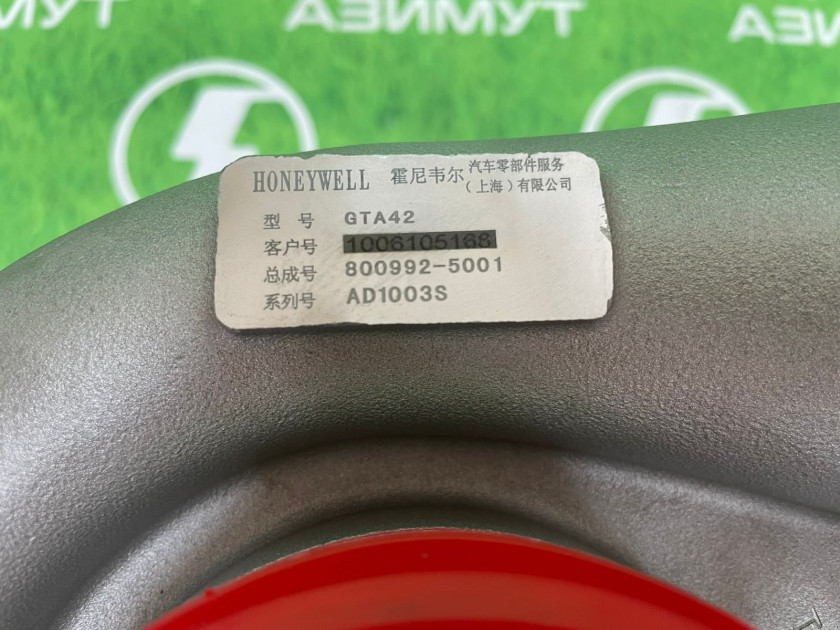 АЗИМУТ
АЗИМУТ
HONEYWELL 霍尼韦尔 汽车零部件服务
（上海）有限公司
型 号 GTA42
客户号 1006105168
总成号 800992-5001
系列号 AD1003S